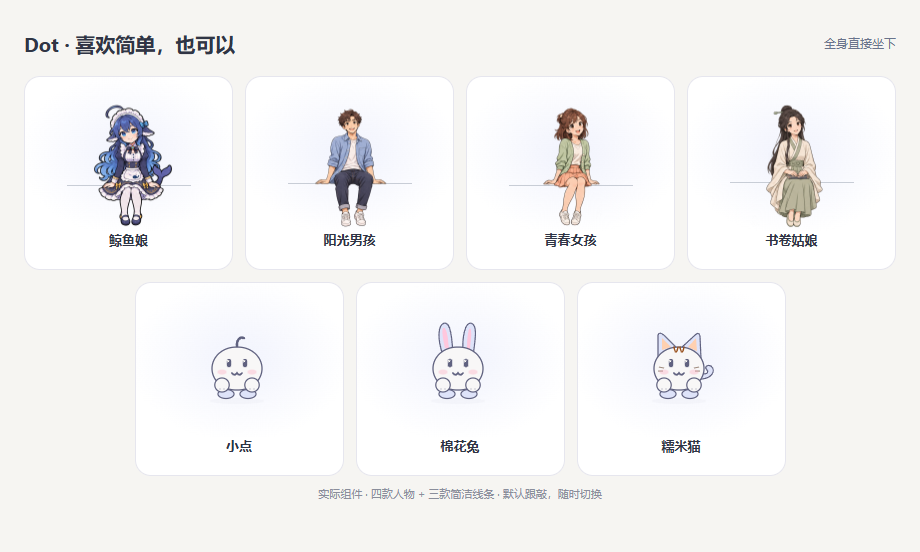 Dot · 喜欢简单，也可以
全身直接坐下
鲸鱼娘
阳光男孩
青春女孩
书卷姑娘
小点
棉花兔
糯米猫
实际组件 · 四款人物 + 三款简洁线条 · 默认跟敲，随时切换